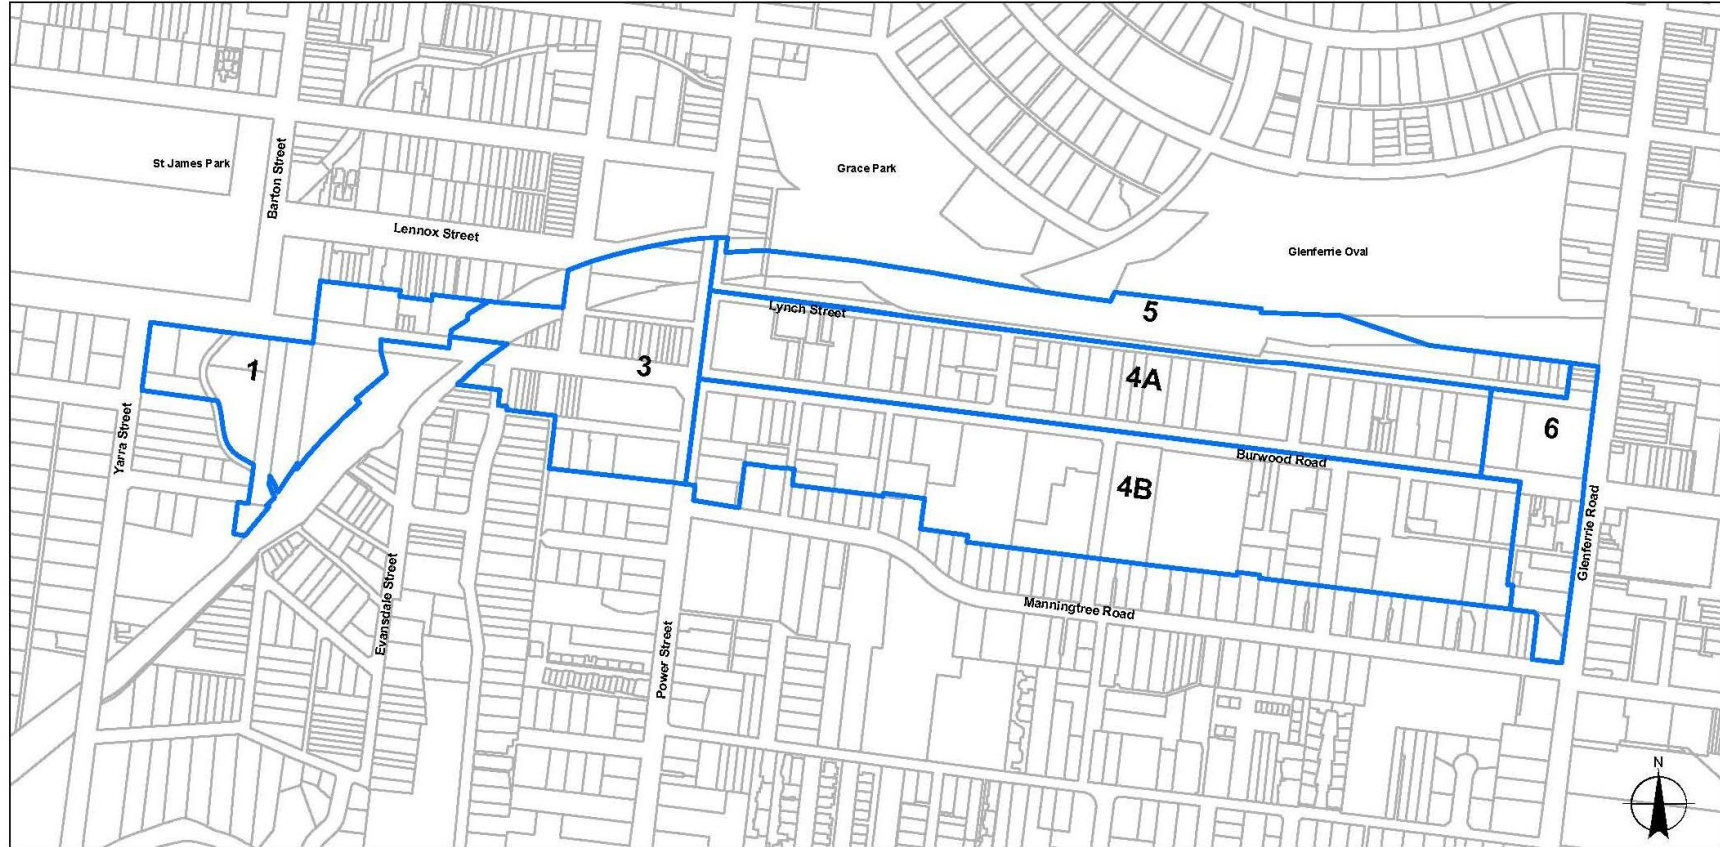 St James Park
Barton Street
Grace Park
Lennox Street
Glenferrie Oval
Lynch Street
5
1
3
4A
6
Yarra Street
Burwood Road
4B
Glenferrie Road
Evansdale Street
Manningtree Road
Power Street
N